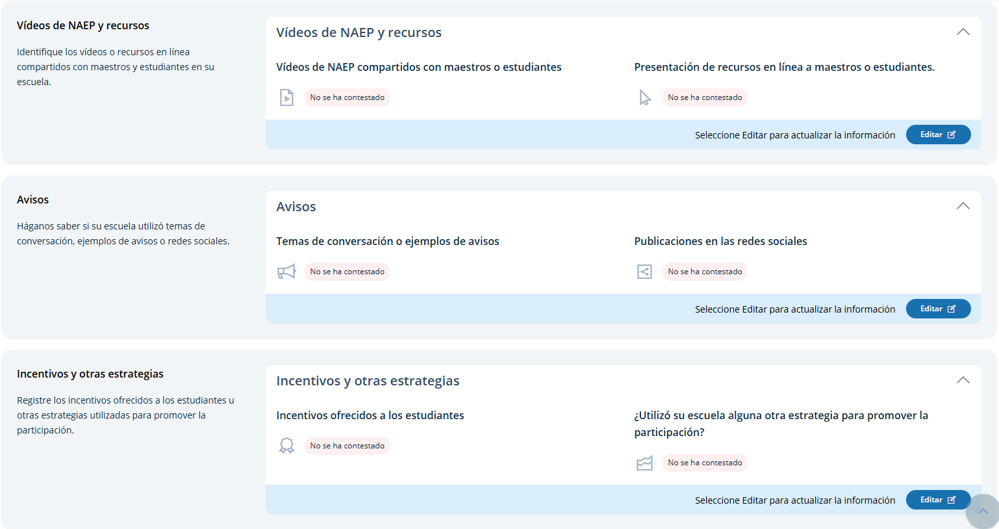 Vídeos de NAEP y recursos
Identifique los vídeos o recursos en línea
compartidos con maestros y estudiantes en su
escuela.
Vídeos de NAEP y recursos
Vídeos de NAEP compartidos con maestros o estudiantes
No se ha contestado
Presentación de recursos en línea a maestros o estudiantes.
No se ha contestado
Seleccione Editar para actualizar la información
Editar
Avisos
Háganos saber si su escuela utilizó temas de
conversación, ejemplos de avisos o redes sociales.
Avisos
Temas de conversación o ejemplos de avisos
No se ha contestado
Publicaciones en las redes sociales
No se ha contestado
Seleccione Editar para actualizar la información
Editar
Incentivos y otras estrategias
Registre los incentivos ofrecidos a los estudiantes u
otras estrategias utilizadas para promover la
participación.
Incentivos y otras estrategias
Incentivos ofrecidos a los estudiantes
No se ha contestado
¿Utilizó su escuela alguna otra estrategia para promover la
participación?
No se ha contestado
Seleccione Editar para actualizar la información
Editar